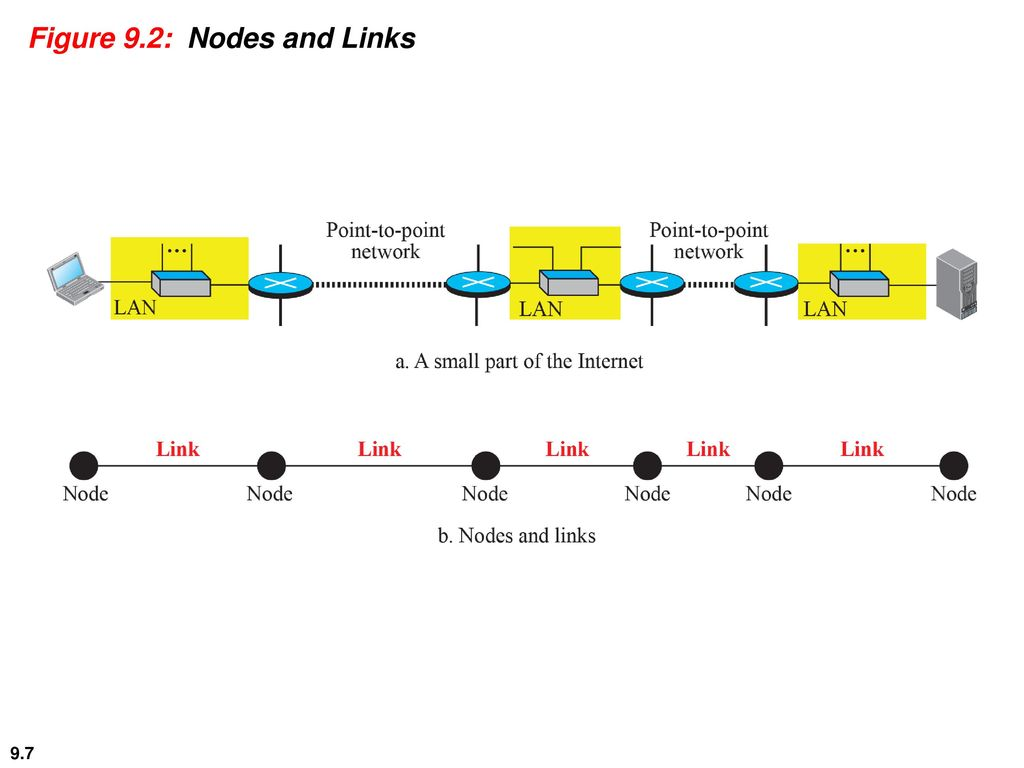 Figure 9.2: Nodes and Links
Point-to-point
network
Point-to-point
network
LAN
LAN
LAN
a. A small part of the Internet
Link
Link
Link
Link
Link
Node
Node
Node
Node
Node
Node
b. Nodes and links
9.7